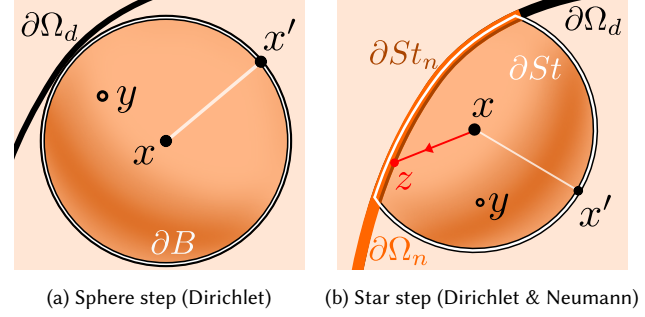 ∂Ω_d
x′
y
x
∂B
(a) Sphere step (Dirichlet)
∂Ω_d
∂St_n
∂St
x
z
y
x′
∂Ω_n
(b) Star step (Dirichlet & Neumann)